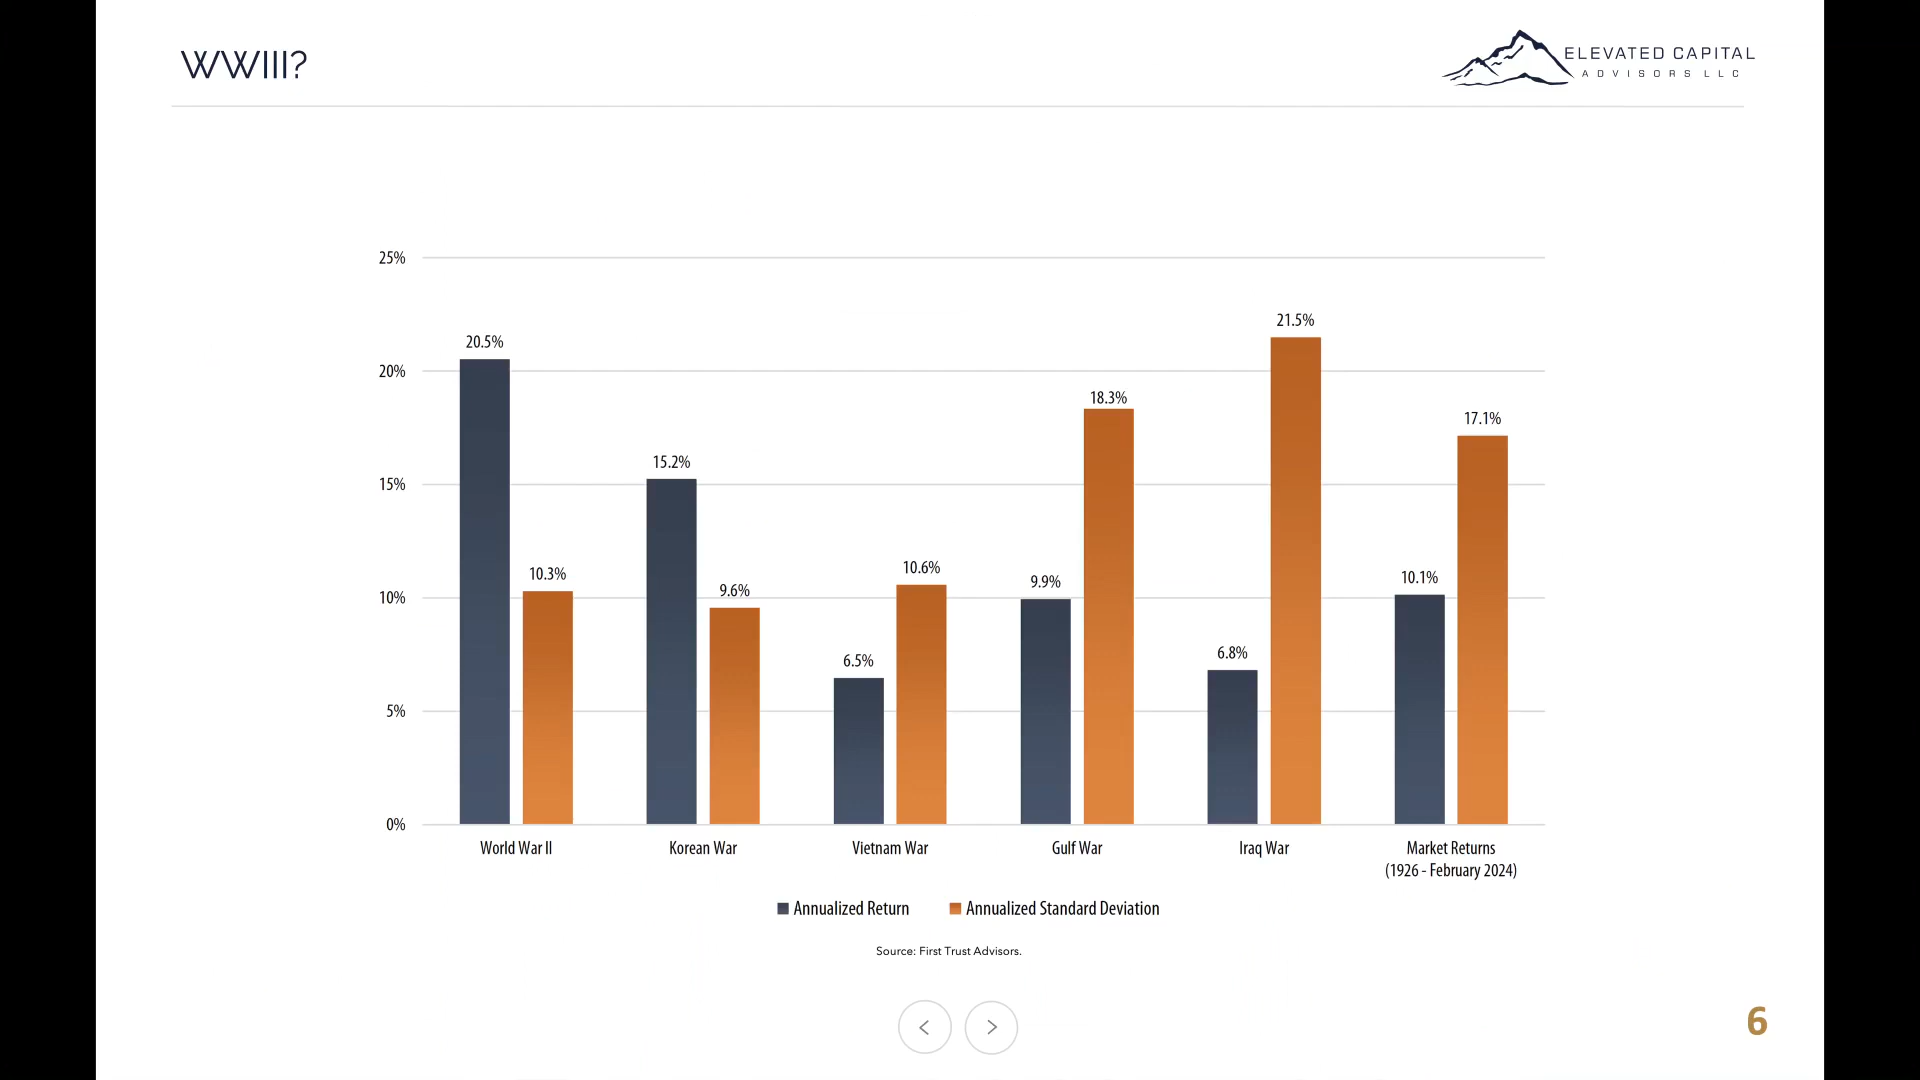 WWIII?
ELEVATED CAPITAL
ADVISORS LLC
25%
20%
15%
10%
5%
0%
20.5%
10.3%
15.2%
9.6%
6.5%
10.6%
9.9%
18.3%
6.8%
21.5%
10.1%
17.1%
World War II
Korean War
Vietnam War
Gulf War
Iraq War
Market Returns
(1926 - February 2024)
Annualized Return
Annualized Standard Deviation
Source: First Trust Advisors.
6